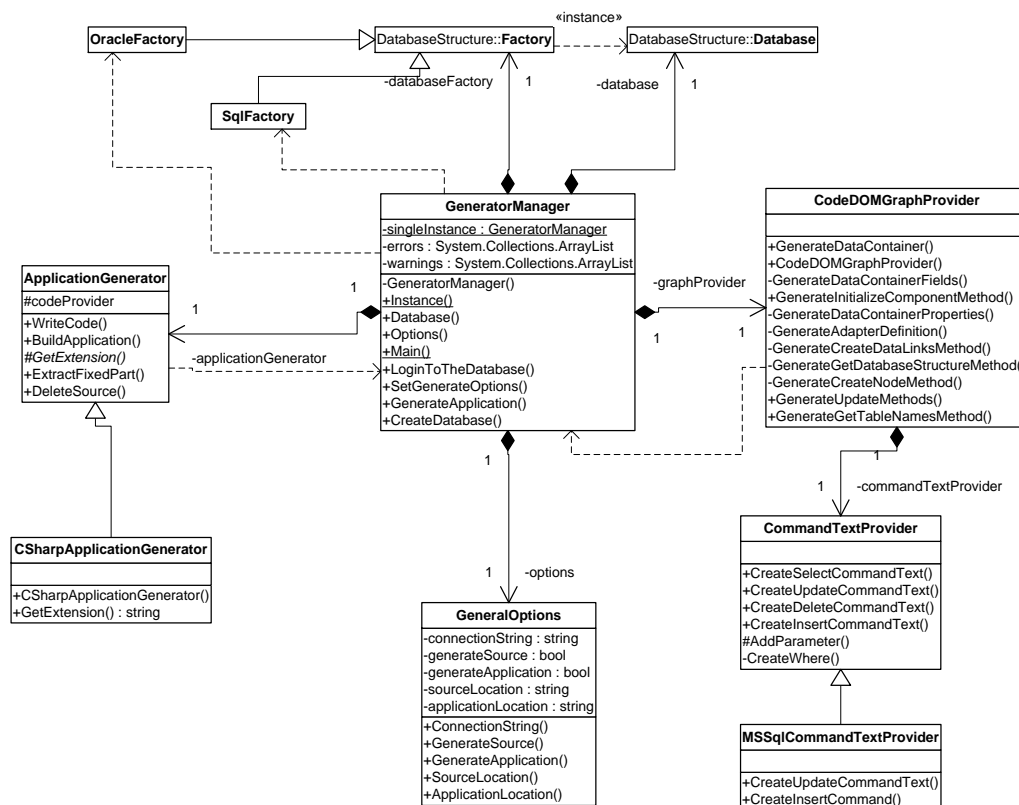 «instance»
OracleFactory
DatabaseStructure::Factory
DatabaseStructure::Database
-databaseFactory
1
-database
1
SqlFactory
GeneratorManager
-singleInstance : GeneratorManager
-errors : System.Collections.ArrayList
-warnings : System.Collections.ArrayList
-GeneratorManager()
+Instance()
+Database()
+Options()
+Main()
+LoginToTheDatabase()
+SetGenerateOptions()
+GenerateApplication()
+CreateDatabase()
CodeDOMGraphProvider
+GenerateDataContainer()
+CodeDOMGraphProvider()
-GenerateDataContainerFields()
+GenerateInitializeComponentMethod()
-GenerateDataContainerProperties()
-GenerateAdapterDefinition()
-GenerateCreateDataLinksMethod()
-GenerateGetDatabaseStructureMethod()
-GenerateCreateNodeMethod()
+GenerateUpdateMethods()
+GenerateGetTableNamesMethod()
ApplicationGenerator
#codeProvider
+WriteCode()
+BuildApplication()
#GetExtension()
+ExtractFixedPart()
+DeleteSource()
1
1
-applicationGenerator
-graphProvider
1
1
1
1
-commandTextProvider
CSharpApplicationGenerator
+CSharpApplicationGenerator()
+GetExtension() : string
1
1
-options
GeneralOptions
-connectionString : string
-generateSource : bool
-generateApplication : bool
-sourceLocation : string
-applicationLocation : string
+ConnectionString()
+GenerateSource()
+GenerateApplication()
+SourceLocation()
+ApplicationLocation()
CommandTextProvider
+CreateSelectCommandText()
+CreateUpdateCommandText()
+CreateDeleteCommandText()
+CreateInsertCommandText()
#AddParameter()
-CreateWhere()
MSSqlCommandTextProvider
+CreateUpdateCommandText()
+CreateInsertCommand()